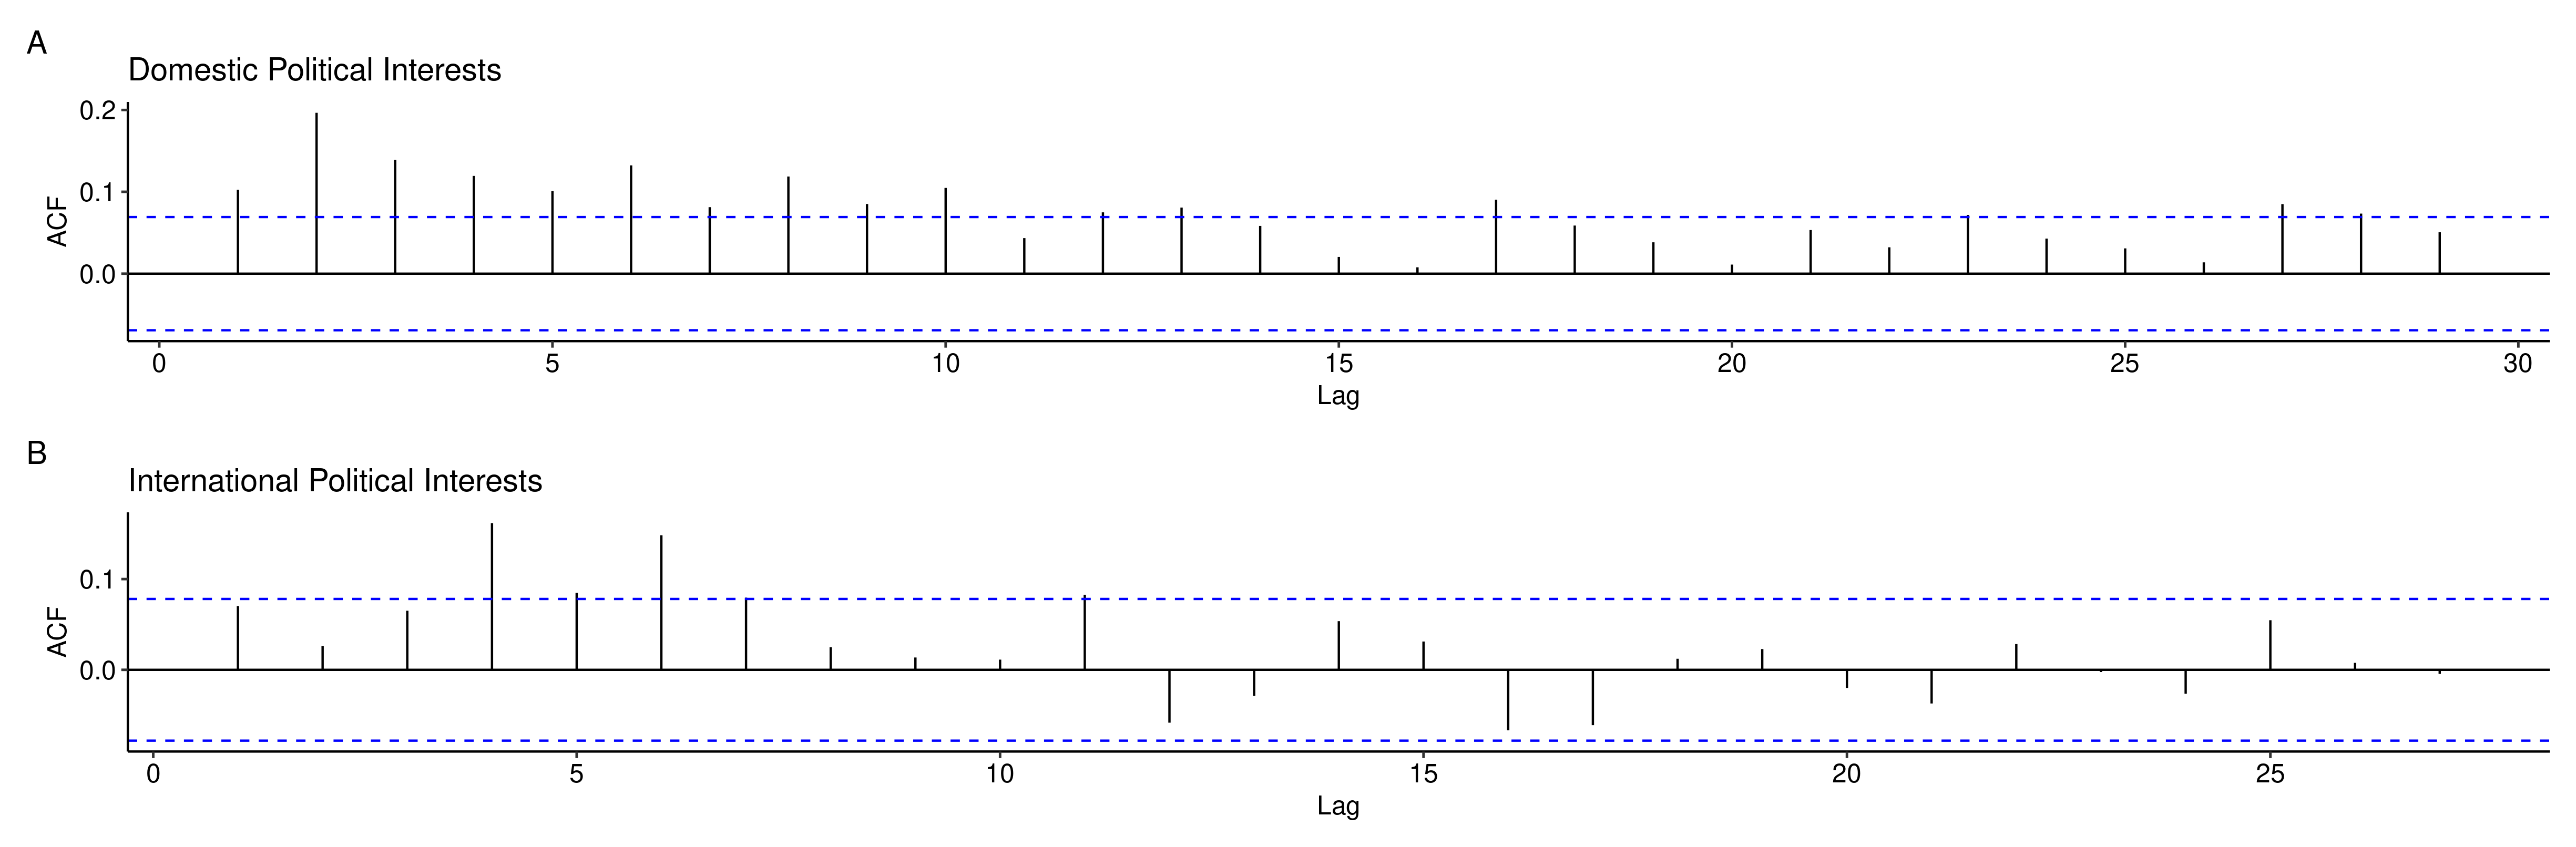 A
Domestic Political Interests
0.2
0.1
0.0
ACF
0 5 10 15 20 25 30
Lag
B
International Political Interests
0.1
0.0
ACF
0 5 10 15 20 25
Lag